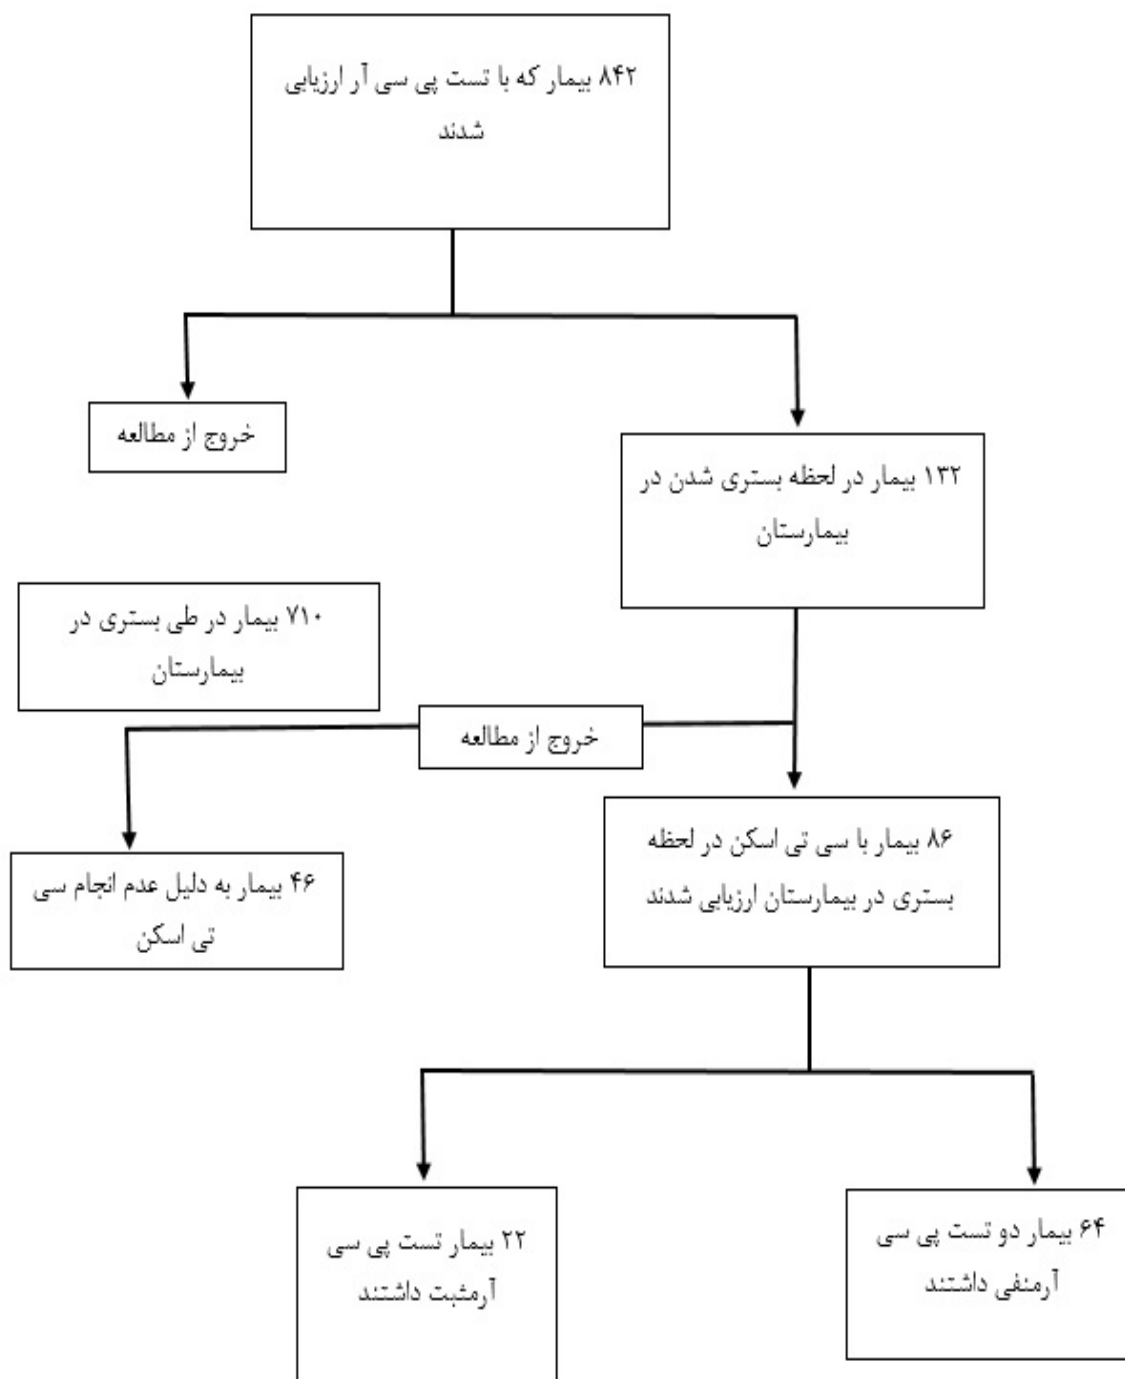 ۸۴۲ بیمار که با تست پی سی آر ارزیابی
شدند
خروج از مطالعه
۱۳۲ بیمار در لحظه بستری شدن در
بیمارستان
۷۱۰ بیمار در طی بستری در
بیمارستان
خروج از مطالعه
۸۶ بیمار با سی تی اسکن در لحظه
بستری در بیمارستان ارزیابی شدند
۴۶ بیمار به دلیل عدم انجام سی
تی اسکن
۶۴ بیمار دو تست پی سی
آرمنفی داشتند
۲۲ بیمار تست پی سی
آرمثبت داشتند